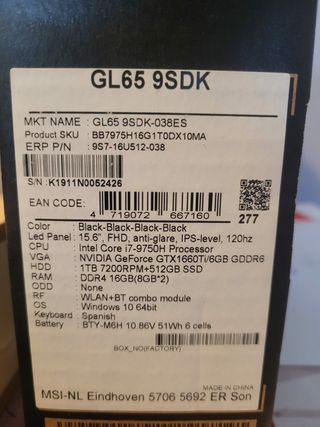 GL65 9SDK
MKT NAME : GL65 9SDK-038ES
Product SKU : BB7975H16G1T0DX10MA
ERP P/N : 9S7-16U512-038
S/N: K1911N0052426
EAN CODE:
4 719072 667160
277
Color : Black-Black-Black-Black
Led Panel : 15.6", FHD, anti-glare, IPS-level, 120hz
CPU : Intel Core i7-9750H Processor
VGA : NVIDIA GeForce GTX1660Ti/6GB GDDR6
HDD : 1TB 7200RPM+512GB SSD
RAM : DDR4 16GB(8GB*2)
ODD : None
RF : WLAN+BT combo module
OS : Windows 10 64bit
Keyboard : Spanish
Battery : BTY-M6H 10.86V 51Wh 6 cells
BOX_NO(FACTORY)
MADE IN CHINA
MSI-NL Eindhoven 5706 5692 ER Son